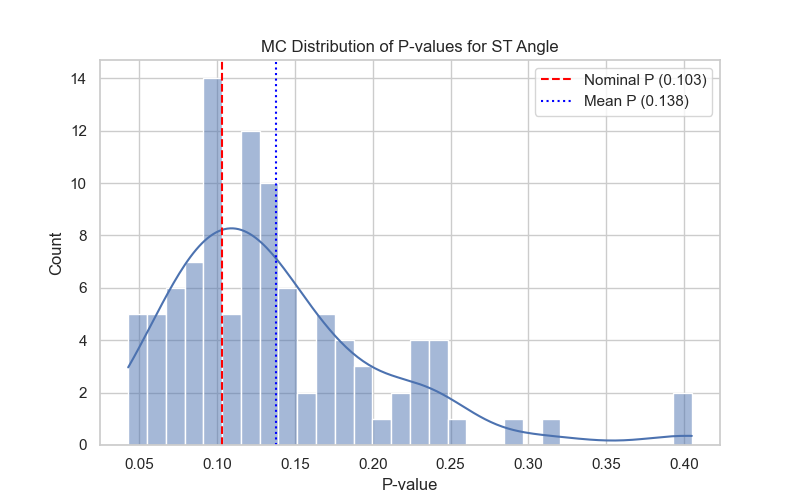 MC Distribution of P-values for ST Angle
Nominal P (0.103)
Mean P (0.138)
14
12
10
8
6
4
2
0
Count
0.05 0.10 0.15 0.20 0.25 0.30 0.35 0.40
P-value